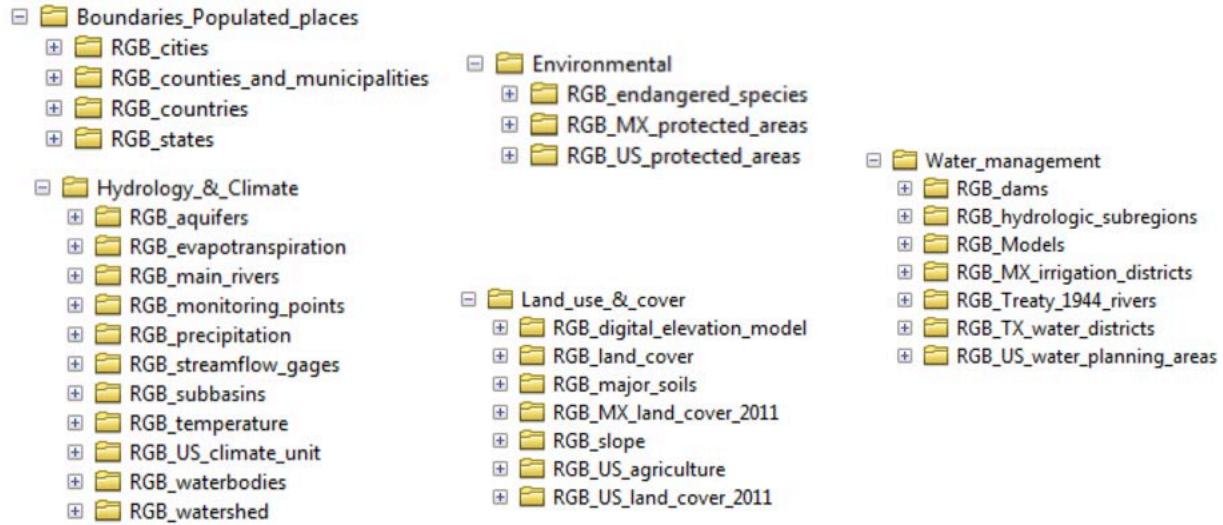 Boundaries_Populated_places
RGB_cities
RGB_counties_and_municipalities
RGB_countries
RGB_states
Hydrology_&_Climate
RGB_aquifers
RGB_evapotranspiration
RGB_main_rivers
RGB_monitoring_points
RGB_precipitation
RGB_streamflow_gages
RGB_subbasins
RGB_temperature
RGB_US_climate_unit
RGB_waterbodies
RGB_watershed
Environmental
RGB_endangered_species
RGB_MX_protected_areas
RGB_US_protected_areas
Land_use_&_cover
RGB_digital_elevation_model
RGB_land_cover
RGB_major_soils
RGB_MX_land_cover_2011
RGB_slope
RGB_US_agriculture
RGB_US_land_cover_2011
Water_management
RGB_dams
RGB_hydrologic_subregions
RGB_Models
RGB_MX_irrigation_districts
RGB_Treaty_1944_rivers
RGB_TX_water_districts
RGB_US_water_planning_areas